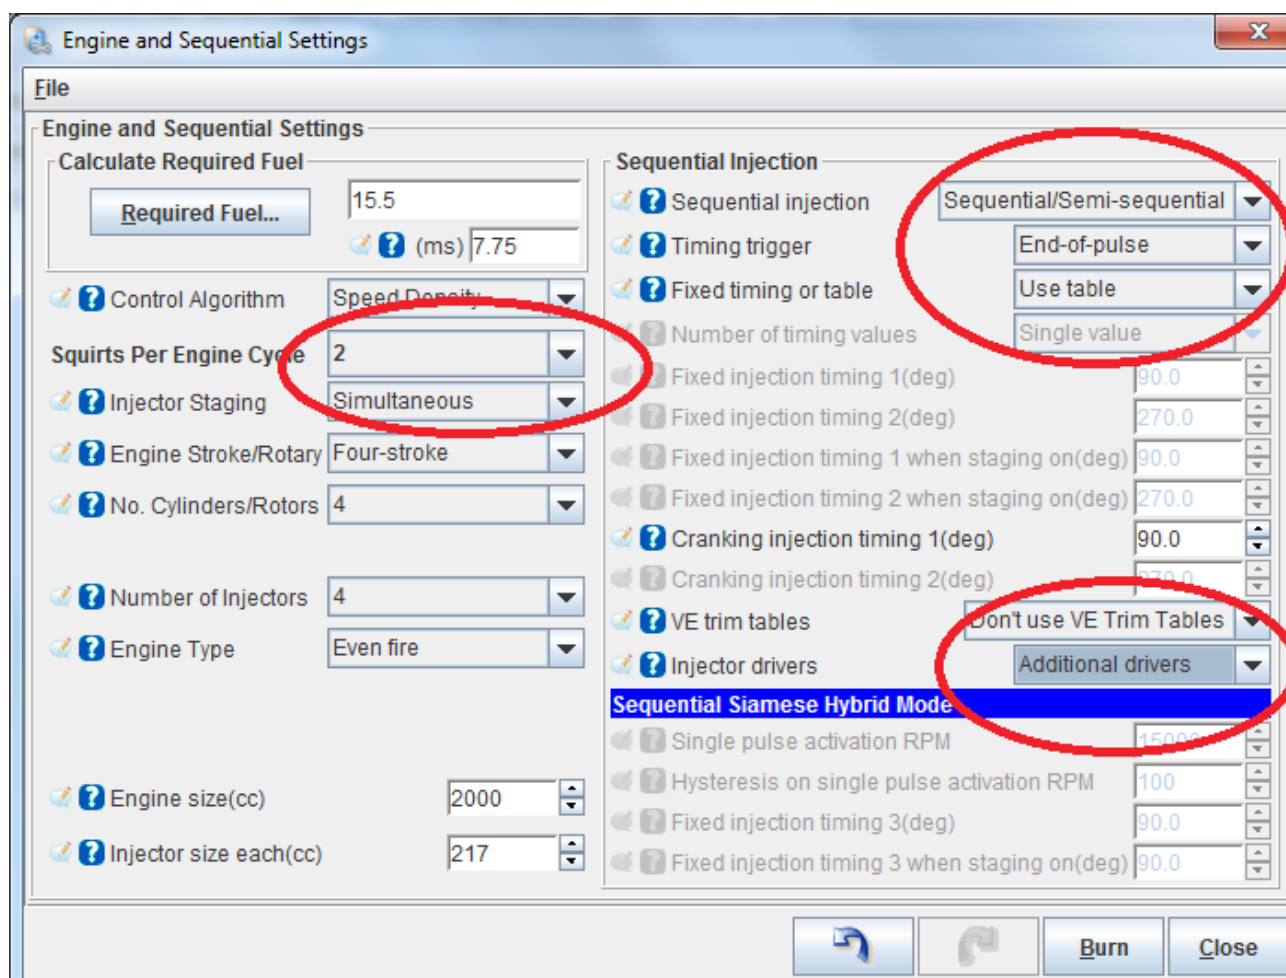 Engine and Sequential Settings
File
Engine and Sequential Settings
Calculate Required Fuel
Required Fuel...
15.5
(ms) 7.75
Control Algorithm Speed Density
Squirts Per Engine Cycle 2
Injector Staging Simultaneous
Engine Stroke/Rotary Four-stroke
No. Cylinders/Rotors 4
Number of Injectors 4
Engine Type Even fire
Engine size(cc) 2000
Injector size each(cc) 217
Sequential Injection
Sequential injection Sequential/Semi-sequential
Timing trigger End-of-pulse
Fixed timing or table Use table
Number of timing values Single value
Fixed injection timing 1(deg) 90.0
Fixed injection timing 2(deg) 270.0
Fixed injection timing 1 when staging on(deg) 90.0
Fixed injection timing 2 when staging on(deg) 270.0
Cranking injection timing 1(deg) 90.0
Cranking injection timing 2(deg) 270.0
VE trim tables Don't use VE Trim Tables
Injector drivers Additional drivers
Sequential Siamese Hybrid Mode
Single pulse activation RPM 15000
Hysteresis on single pulse activation RPM 100
Fixed injection timing 3(deg) 90.0
Fixed injection timing 3 when staging on(deg) 90.0
Burn
Close